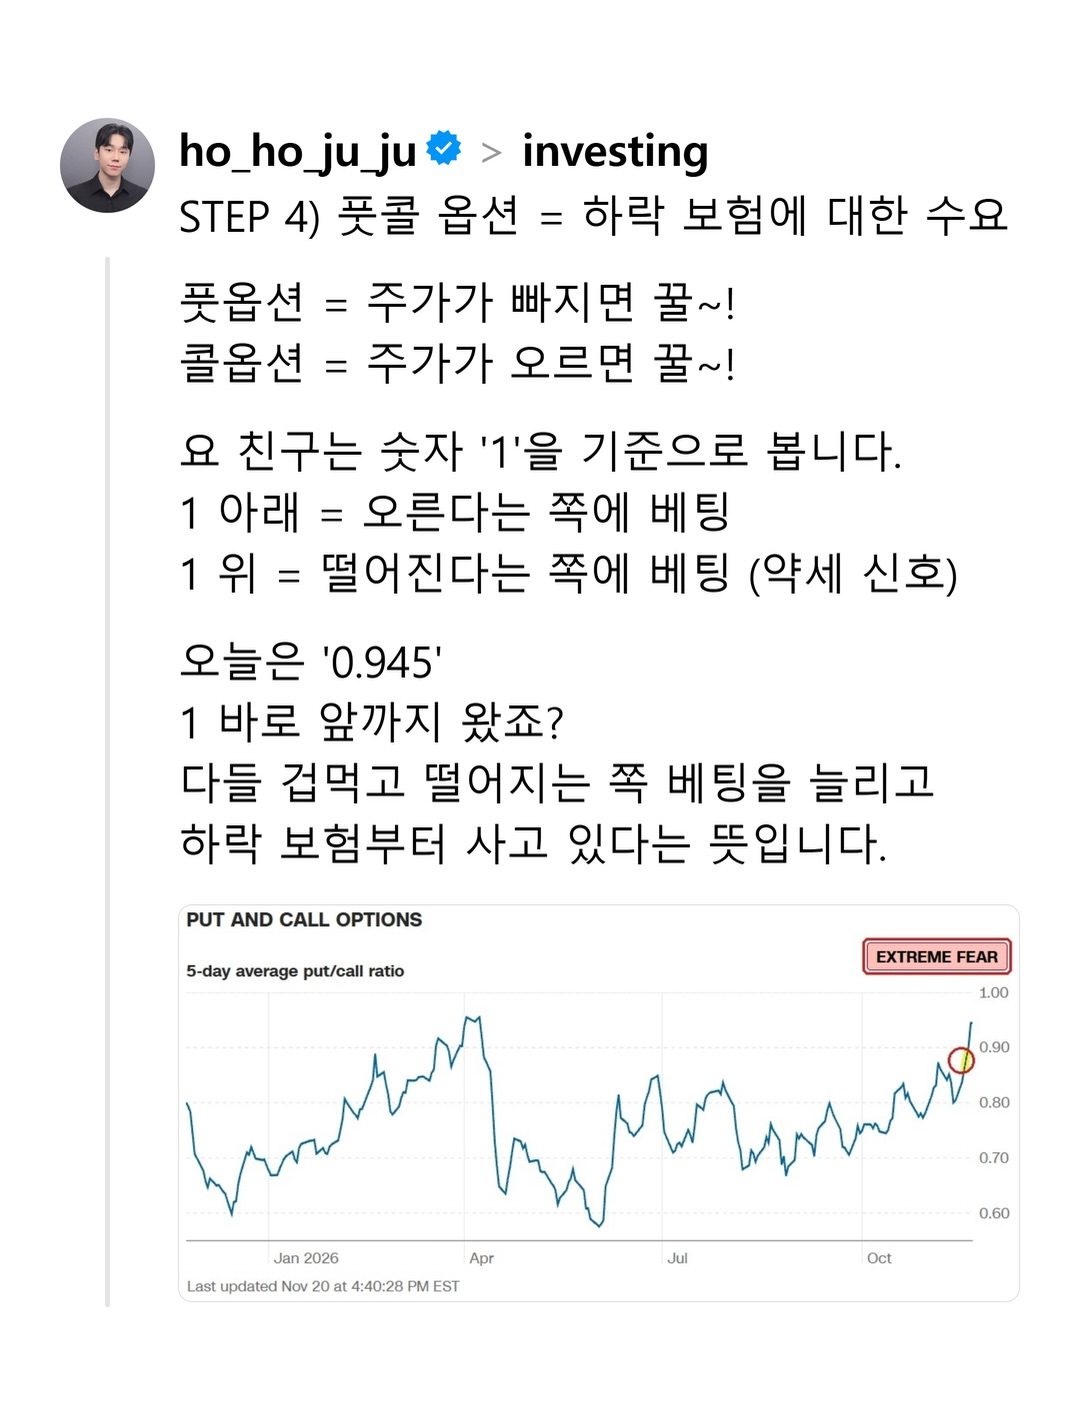 ho_ho_ju_ju > investing
STEP 4) 풋콜 옵션 = 하락 보험에 대한 수요
풋옵션 = 주가가 빠지면 꿀~!
콜옵션 = 주가가 오르면 꿀~!
요 친구는 숫자 '1'을 기준으로 봅니다.
1 아래 = 오른다는 쪽에 베팅
1 위 = 떨어진다는 쪽에 베팅 (약세 신호)
오늘은 '0.945'
1 바로 앞까지 왔죠?
다들 겁먹고 떨어지는 쪽 베팅을 늘리고
하락 보험부터 사고 있다는 뜻입니다.
PUT AND CALL OPTIONS
EXTREME FEAR
5-day average put/call ratio
1.00
0.90
0.80
0.70
0.60
Jan 2026 Apr Jul Oct
Last updated Nov 20 at 4:40:28 PM EST